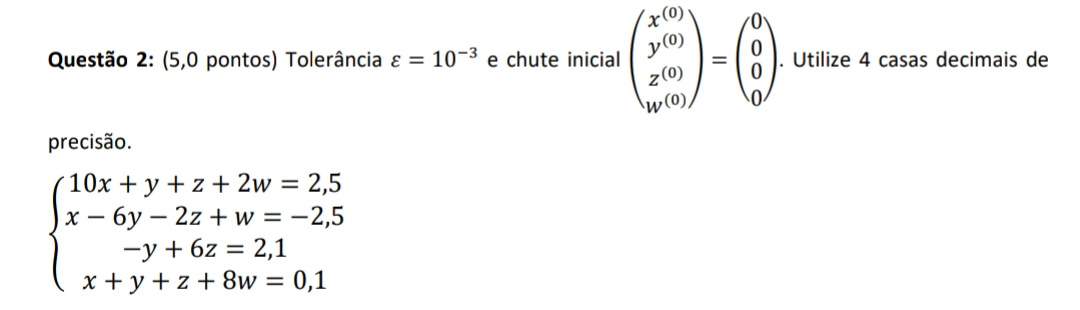 Questão 2: (5,0 pontos) Tolerância ε = 10⁻³ e chute inicial (x⁽⁰⁾ y⁽⁰⁾ z⁽⁰⁾ w⁽⁰⁾) = (0 0 0 0). Utilize 4 casas decimais de
precisão.
10x + y + z + 2w = 2,5
x − 6y − 2z + w = −2,5
−y + 6z = 2,1
x + y + z + 8w = 0,1